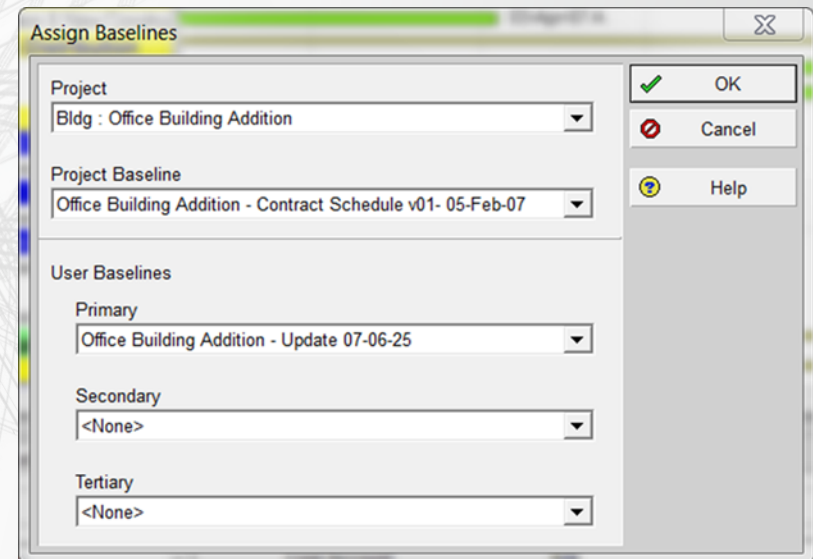 Assign Baselines
Project
Bldg : Office Building Addition
Project Baseline
Office Building Addition - Contract Schedule v01- 05-Feb-07
User Baselines
Primary
Office Building Addition - Update 07-06-25
Secondary
<None>
Tertiary
<None>
OK
Cancel
Help